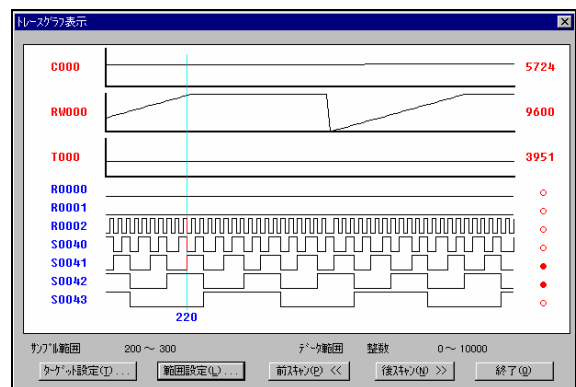 トレースグラフ表示
C000 5724
RW000 9600
T000 3951
R0000
R0001
R0002
S0040
S0041
S0042
S0043
220
サンプル範囲 200 ～ 300 データ範囲 整数 0 ～ 10000
ターゲット設定(T)... 範囲設定(L)... 前スキャン(P) << 後スキャン(N) >> 終了(Q)